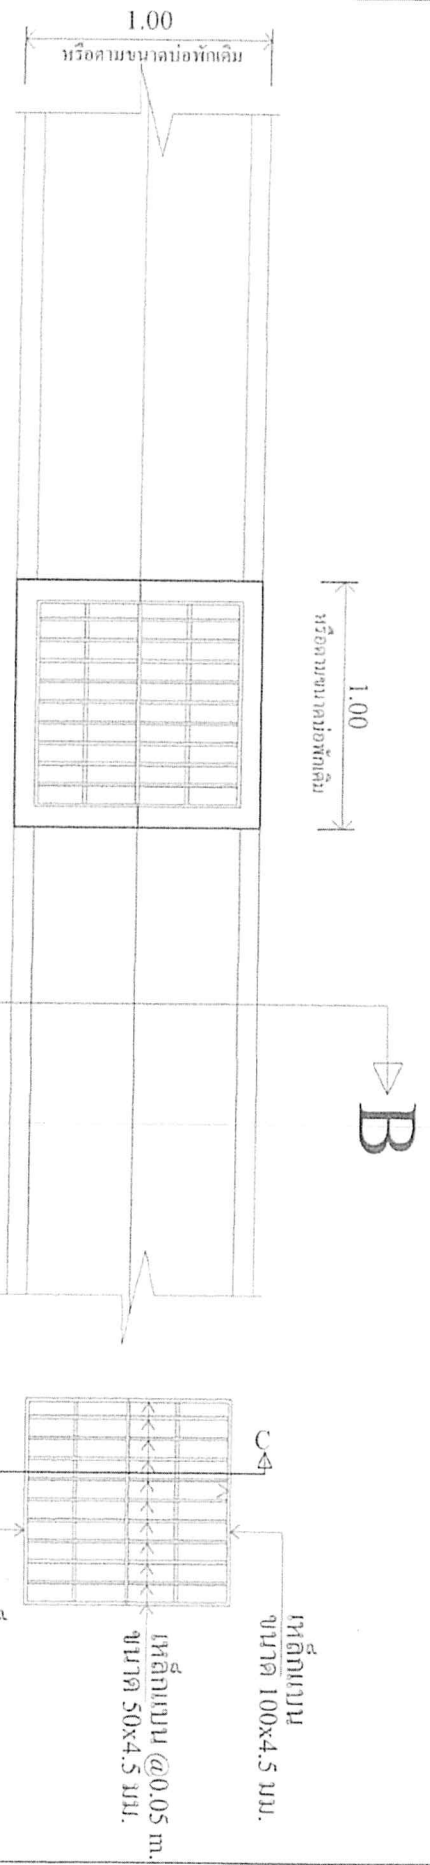 1.00
หรือตามขนาดบ่อพักเดิม
1.00
หรือตามขนาดบ่อพักเดิม
B
C
เหล็กแบน
ขนาด 100x4.5 มม.
เหล็กแบน @0.05 m.
ขนาด 50x4.5 มม.